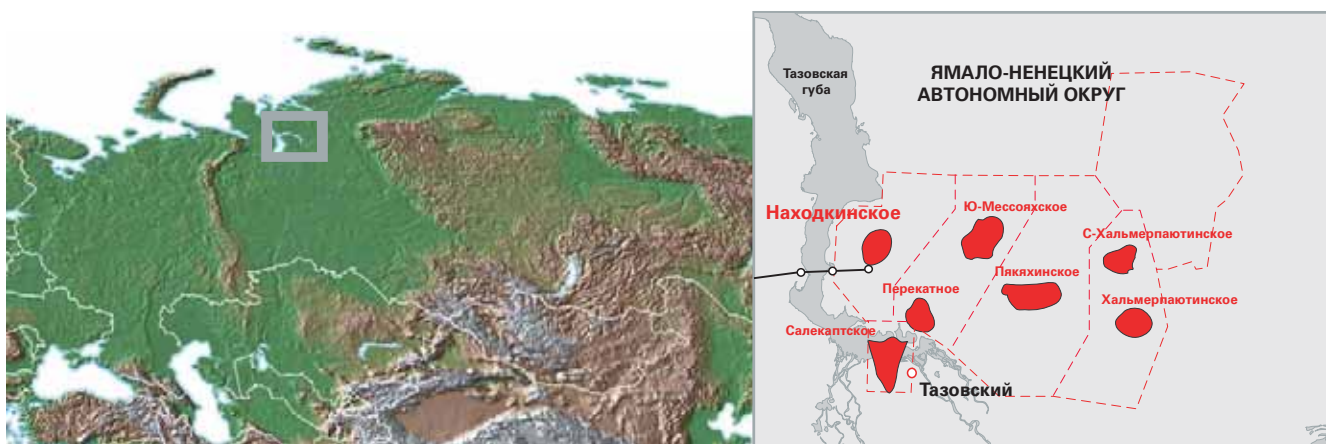 Тазовская
губа
ЯМАЛО-НЕНЕЦКИЙ
АВТОНОМНЫЙ ОКРУГ
Находкинское
Ю-Мессояхское
С-Хальмерпаютинское
Пякяхинское
Перекатное
Хальмерпаютинское
Салекаптское
Тазовский